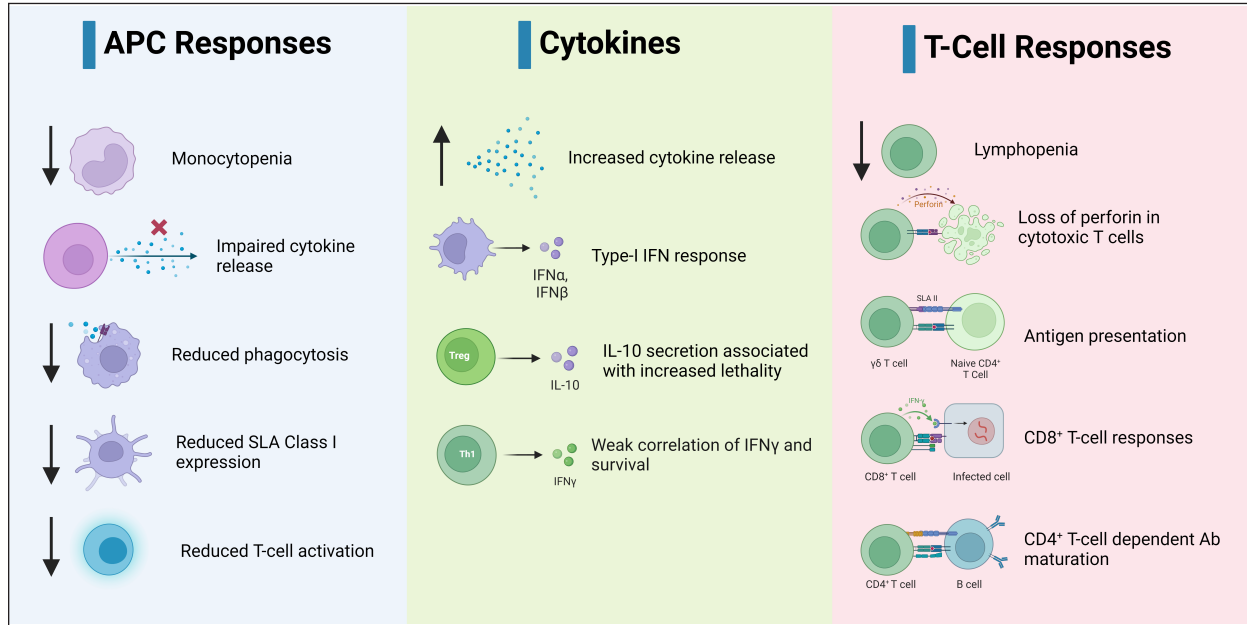 APC Responses
Monocytopenia
Impaired cytokine
release
Reduced phagocytosis
Reduced SLA Class I
expression
Reduced T-cell activation
Cytokines
Increased cytokine release
Type-I IFN response
IFNα,
IFNβ
Treg
IL-10
IL-10 secretion associated
with increased lethality
Th1
IFNγ
Weak correlation of IFNγ and
survival
T-Cell Responses
Lymphopenia
Perforin
Loss of perforin in
cytotoxic T cells
SLA II
γδ T cell
Naive CD4⁺
T Cell
Antigen presentation
IFN-γ
CD8⁺ T cell
Infected cell
CD8⁺ T-cell responses
CD4⁺ T cell
B cell
CD4⁺ T-cell dependent Ab
maturation